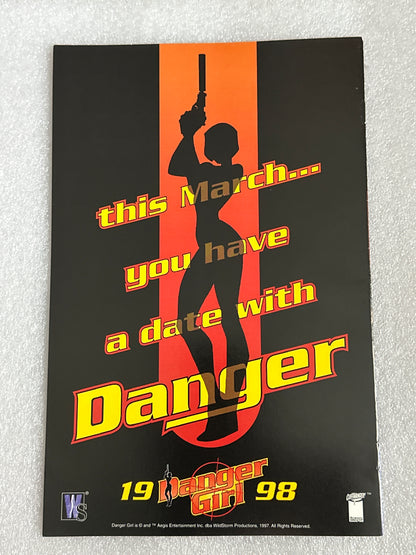 this March...
you have
a date with
Danger
19 Danger Girl 98
WS
Danger Girl is © and ™ Aegis Entertainment Inc. dba WildStorm Productions, 1997. All Rights Reserved.